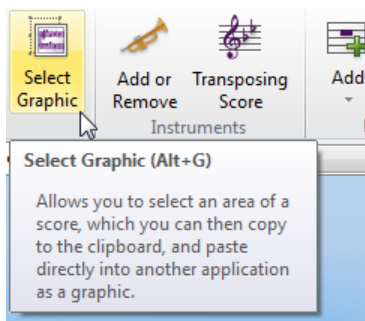 Select
Graphic
Add or
Remove
Transposing
Score
Add
Instruments
Select Graphic (Alt+G)
Allows you to select an area of a
score, which you can then copy
to the clipboard, and paste
directly into another application
as a graphic.